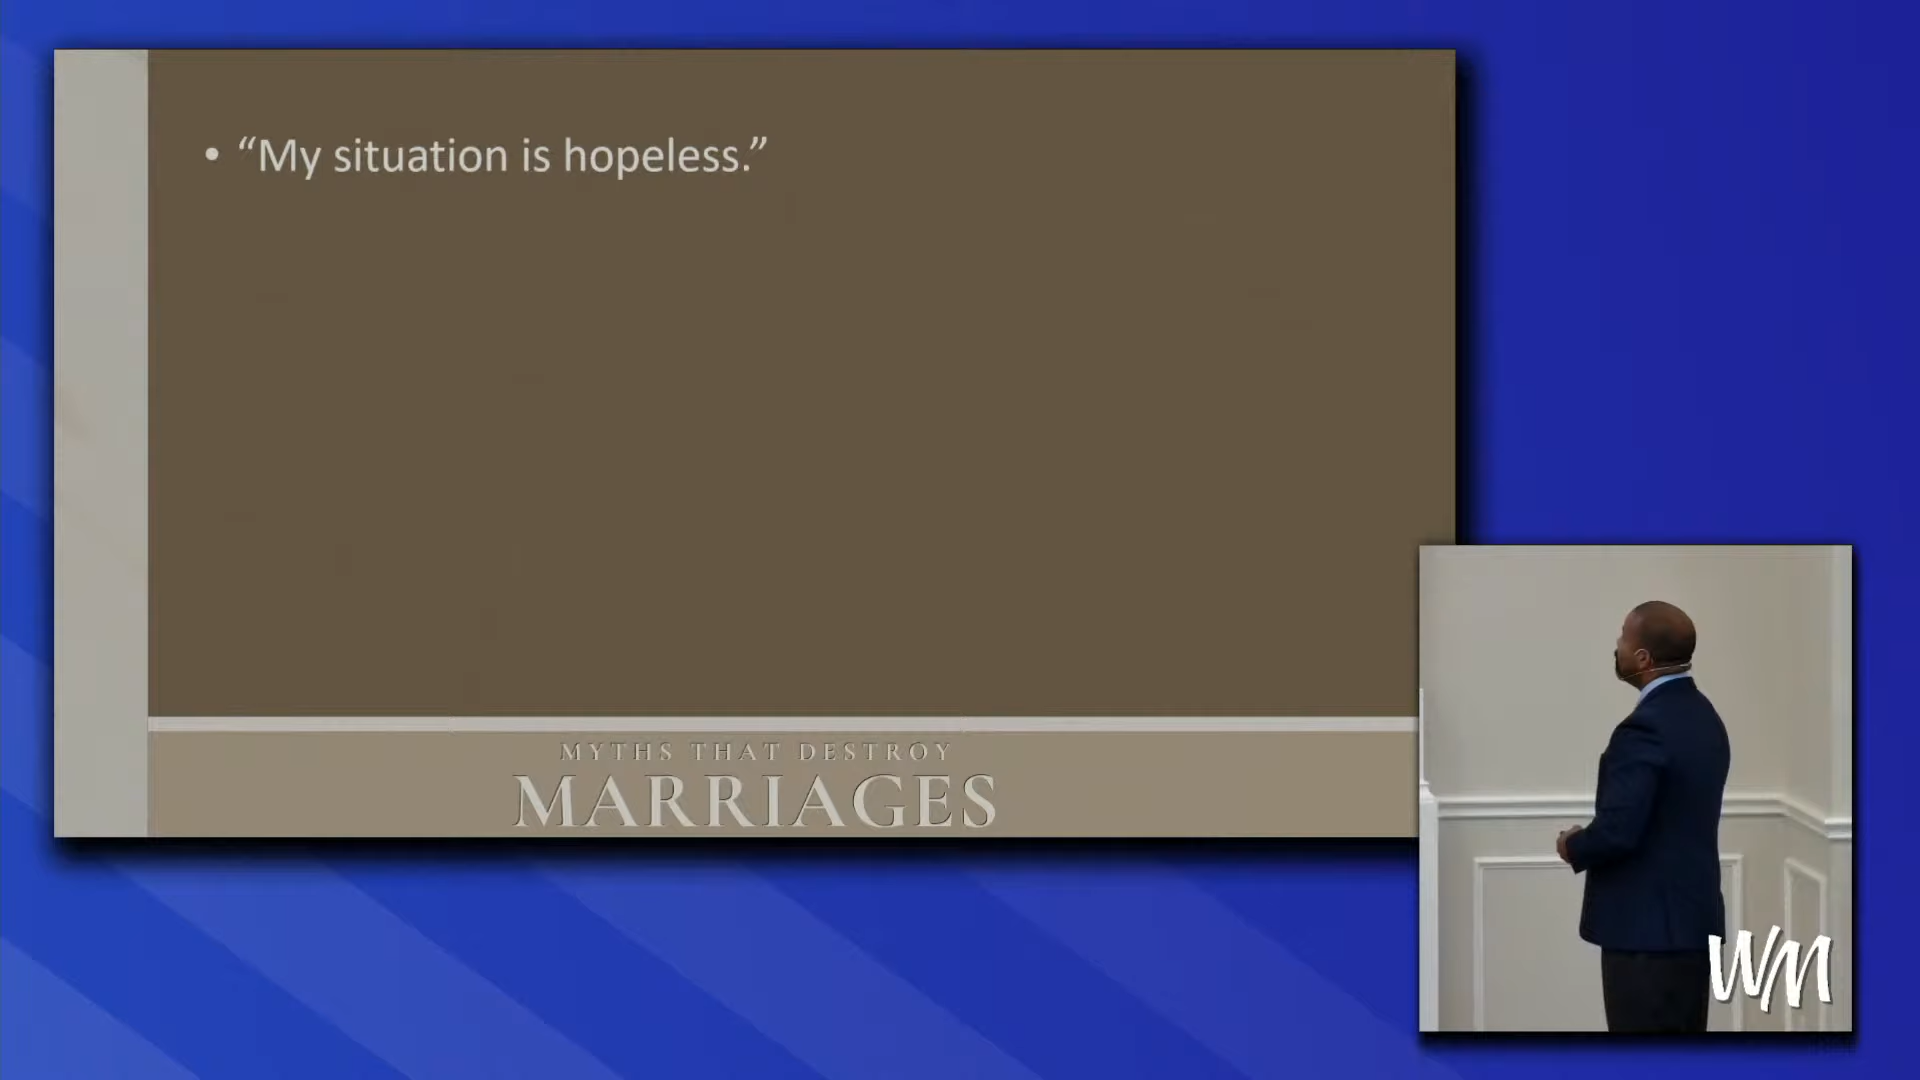 • “My situation is hopeless.”
MYTHS THAT DESTROY
MARRIAGES
WM